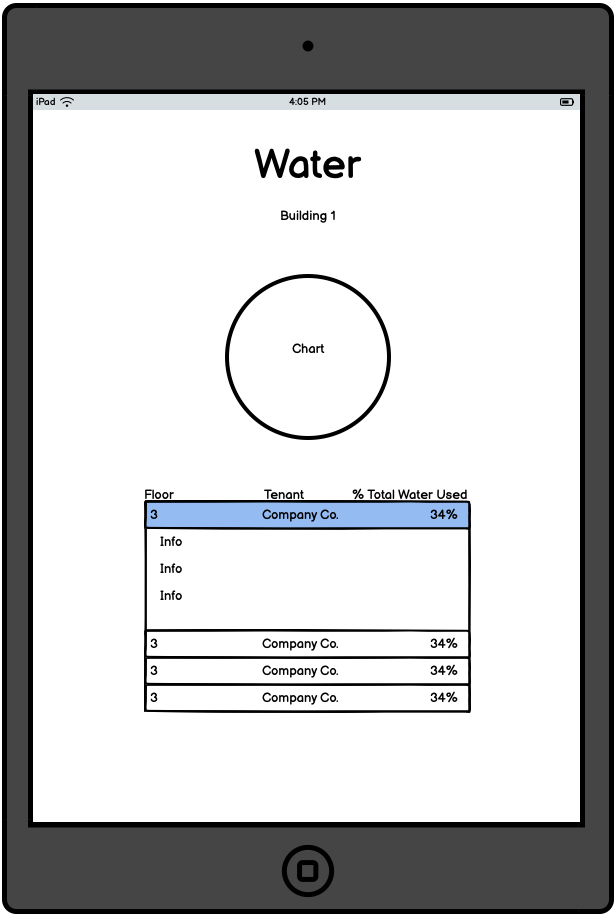 iPad 4:05 PM
Water
Building 1
Chart
Floor Tenant % Total Water Used
3 Company Co. 34%
Info
Info
Info
3 Company Co. 34%
3 Company Co. 34%
3 Company Co. 34%